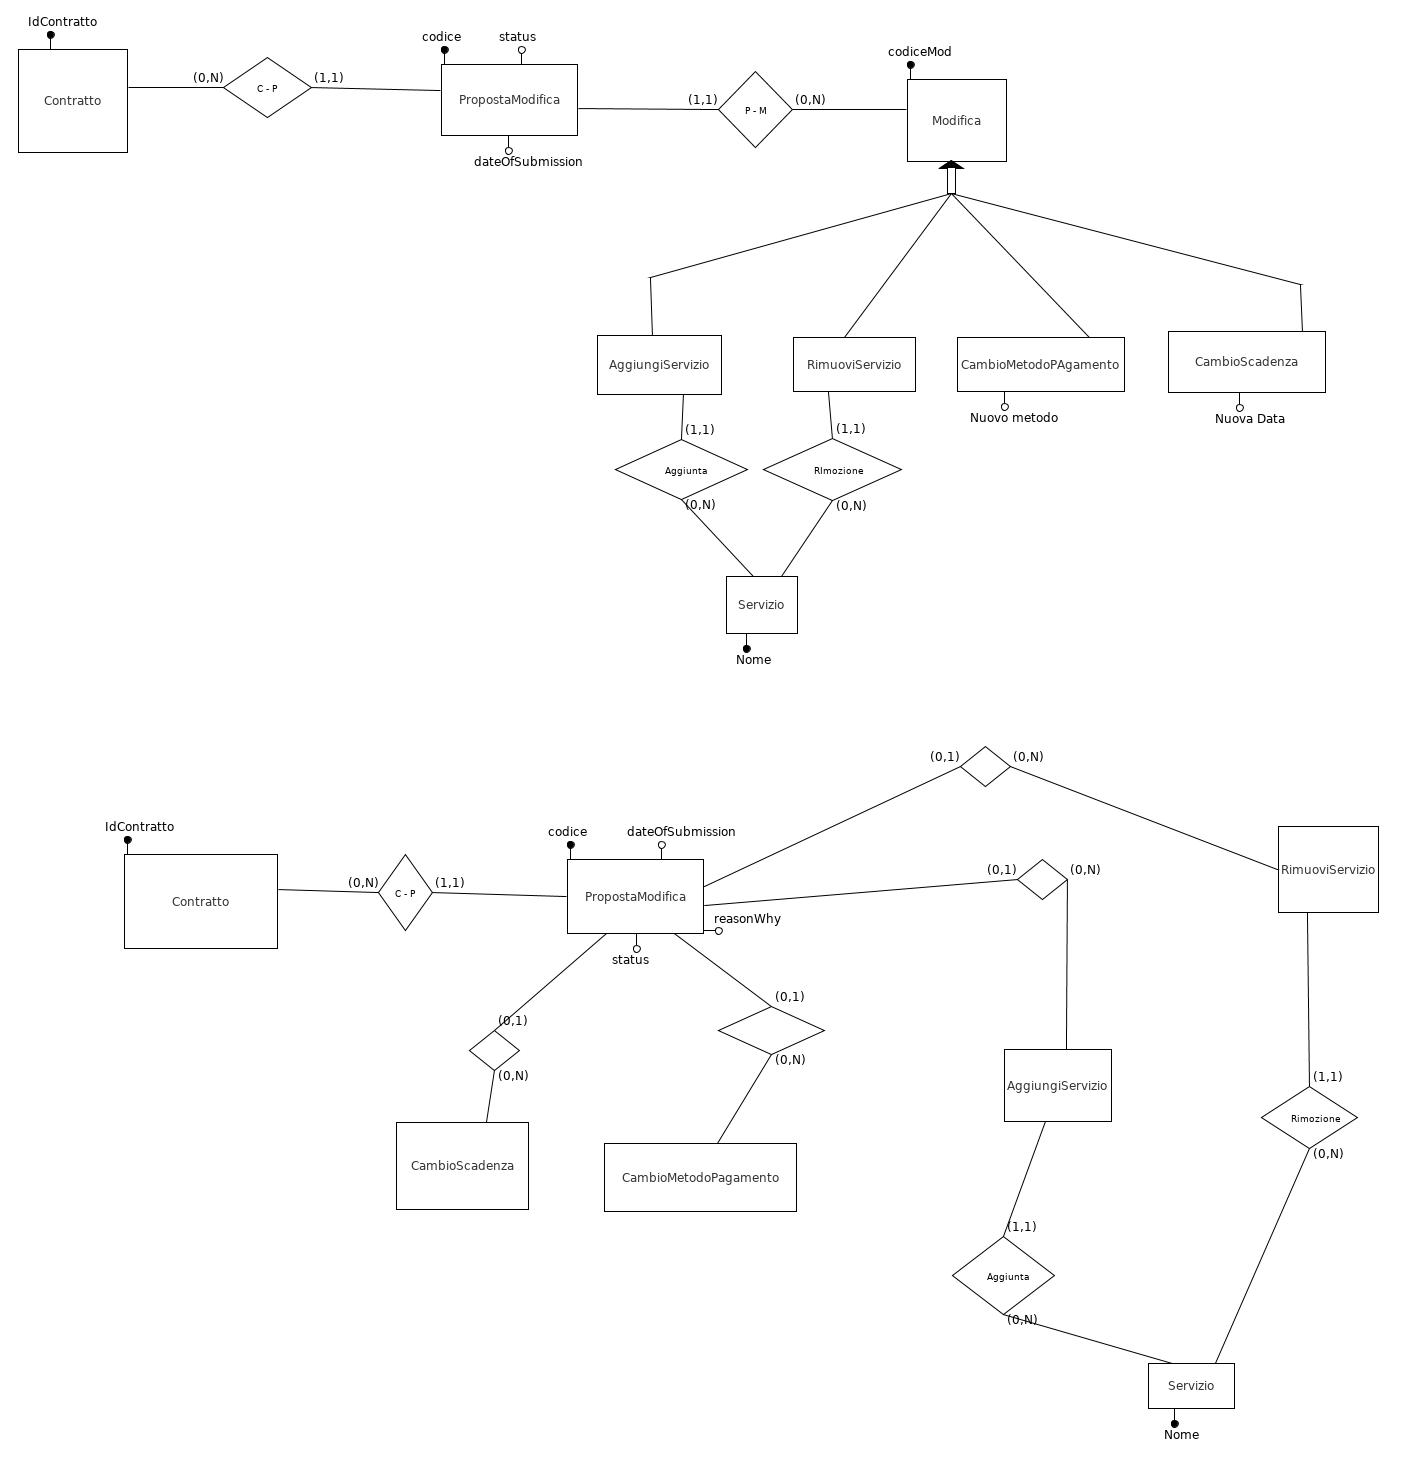 IdContratto
Contratto
(0,N)
C - P
(1,1)
codice
status
PropostaModifica
dateOfSubmission
(1,1)
P - M
(0,N)
codiceMod
Modifica
AggiungiServizio
RimuoviServizio
CambioMetodoPAgamento
CambioScadenza
Nuovo metodo
Nuova Data
(1,1)
(1,1)
Aggiunta
RImozione
(0,N)
(0,N)
Servizio
Nome
(0,1)
(0,N)
IdContratto
Contratto
(0,N)
C - P
(1,1)
codice
dateOfSubmission
PropostaModifica
reasonWhy
status
(0,1)
(0,N)
RimuoviServizio
(0,1)
(0,N)
(0,1)
(0,N)
CambioScadenza
CambioMetodoPagamento
AggiungiServizio
(1,1)
Rimozione
(0,N)
(1,1)
Aggiunta
(0,N)
Servizio
Nome